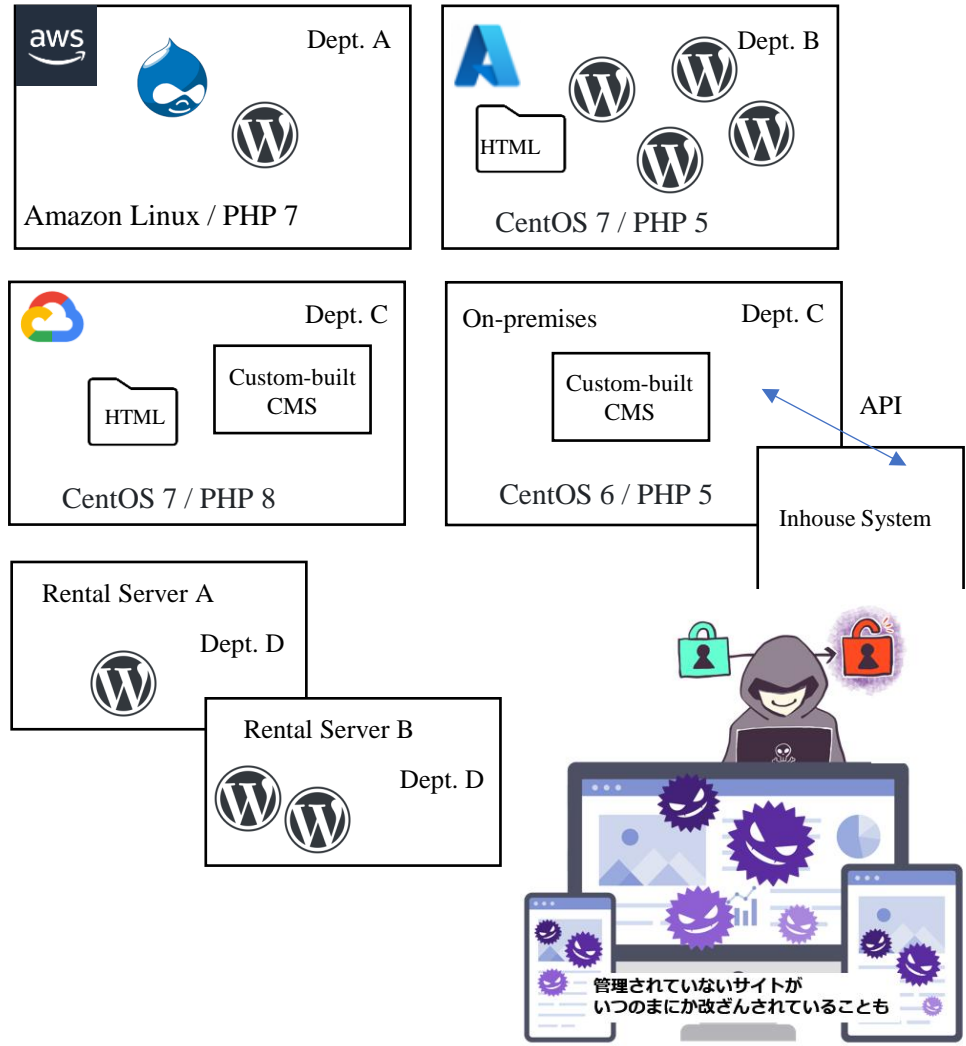 aws
Dept. A
Amazon Linux / PHP 7
Dept. B
HTML
CentOS 7 / PHP 5
Dept. C
HTML
Custom-built
CMS
CentOS 7 / PHP 8
On-premises
Dept. C
Custom-built
CMS
API
CentOS 6 / PHP 5
Inhouse System
Rental Server A
Dept. D
Rental Server B
Dept. D
管理されていないサイトが
いつのまにか改ざんされていることも